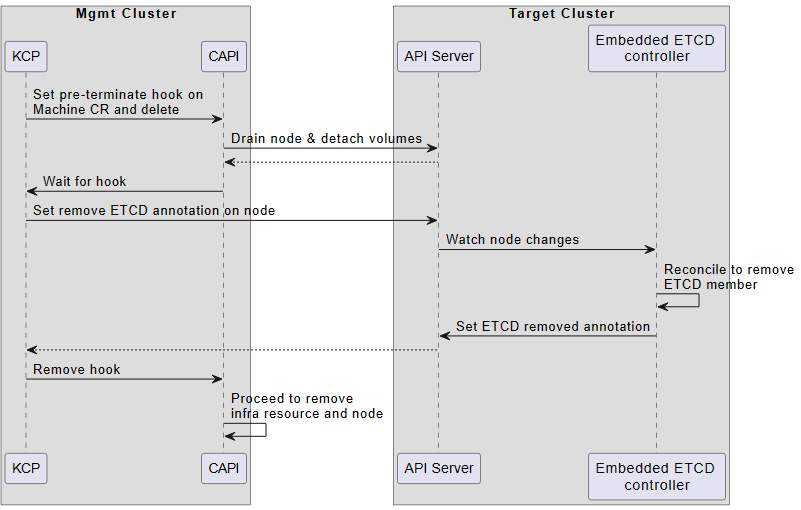 Mgmt Cluster
Target Cluster
KCP
CAPI
API Server
Embedded ETCD
controller
Set pre-terminate hook on
Machine CR and delete
Drain node & detach volumes
Wait for hook
Set remove ETCD annotation on node
Watch node changes
Reconcile to remove
ETCD member
Set ETCD removed annotation
Remove hook
Proceed to remove
infra resource and node
KCP
CAPI
API Server
Embedded ETCD
controller